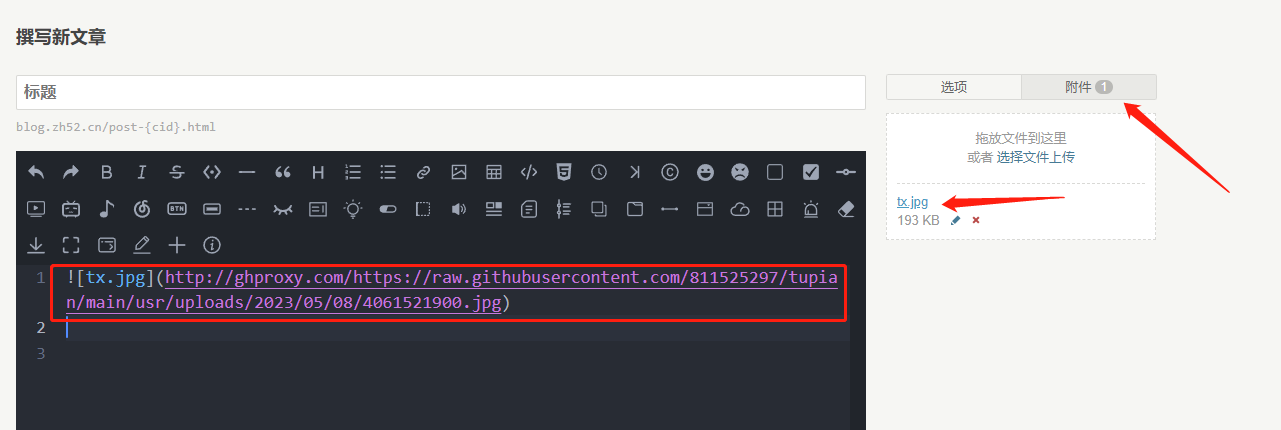 撰写新文章
标题
选项
附件 1
blog.zh52.cn/post-{cid}.html
拖放文件到这里
或者 选择文件上传
tx.jpg
193 KB
1 ![tx.jpg](http://ghproxy.com/https://raw.githubusercontent.com/811525297/tupia
n/main/usr/uploads/2023/05/08/4061521900.jpg)
2
3